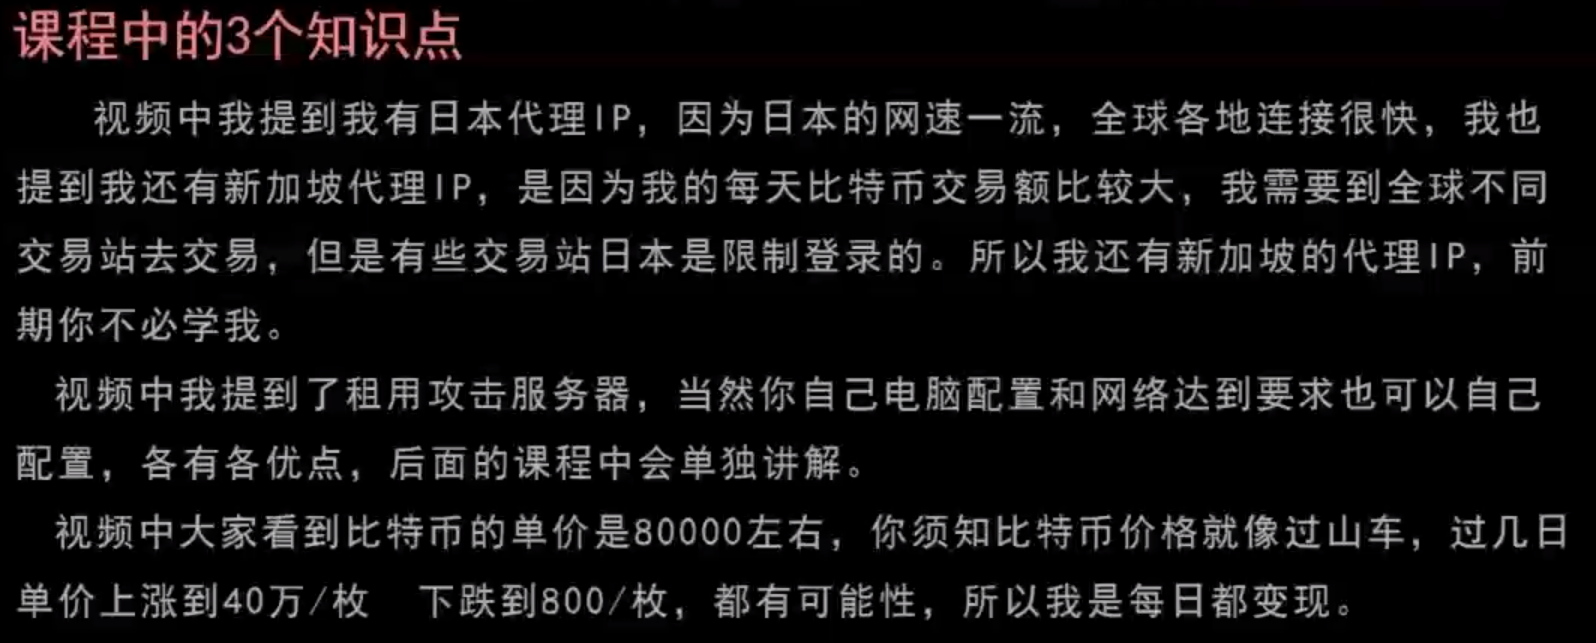 课程中的3个知识点
视频中我提到我有日本代理IP，因为日本的网速一流，全球各地连接很快，我也
提到我还有新加坡代理IP，是因为我的每天比特币交易额比较大，我需要到全球不同
交易站去交易，但是有些交易站日本是限制登录的。所以我还有新加坡的代理IP，前
期你不必学我。
视频中我提到了租用攻击服务器，当然你自己电脑配置和网络达到要求也可以自己
配置，各有各优点，后面的课程中会单独讲解。
视频中大家看到比特币的单价是80000左右，你须知比特币价格就像过山车，过几日
单价上涨到40万/枚　下跌到800/枚，都有可能性，所以我是每日都变现。